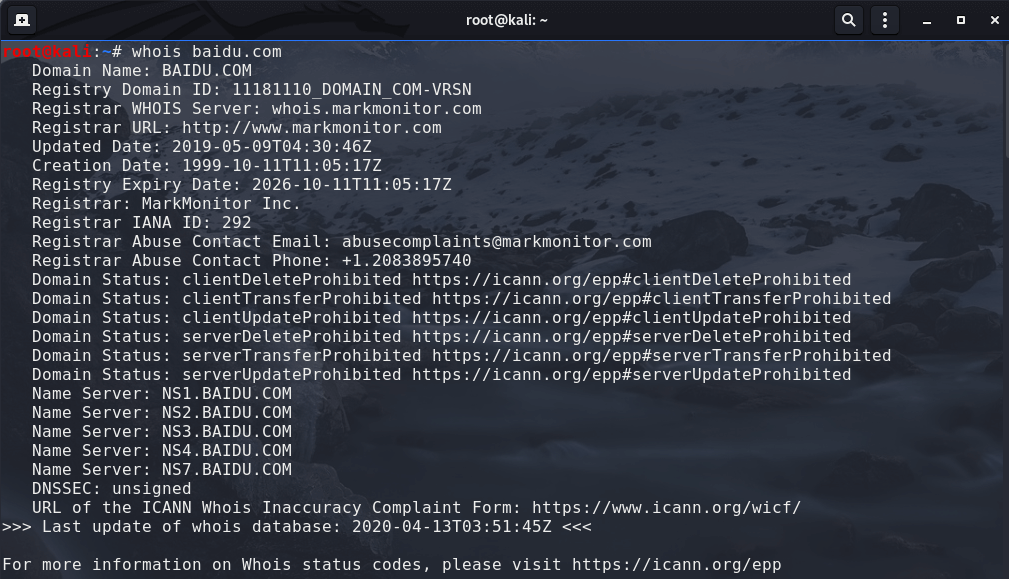 root@kali: ~
root@kali:~# whois baidu.com
Domain Name: BAIDU.COM
Registry Domain ID: 11181110_DOMAIN_COM-VRSN
Registrar WHOIS Server: whois.markmonitor.com
Registrar URL: http://www.markmonitor.com
Updated Date: 2019-05-09T04:30:46Z
Creation Date: 1999-10-11T11:05:17Z
Registry Expiry Date: 2026-10-11T11:05:17Z
Registrar: MarkMonitor Inc.
Registrar IANA ID: 292
Registrar Abuse Contact Email: abusecomplaints@markmonitor.com
Registrar Abuse Contact Phone: +1.2083895740
Domain Status: clientDeleteProhibited https://icann.org/epp#clientDeleteProhibited
Domain Status: clientTransferProhibited https://icann.org/epp#clientTransferProhibited
Domain Status: clientUpdateProhibited https://icann.org/epp#clientUpdateProhibited
Domain Status: serverDeleteProhibited https://icann.org/epp#serverDeleteProhibited
Domain Status: serverTransferProhibited https://icann.org/epp#serverTransferProhibited
Domain Status: serverUpdateProhibited https://icann.org/epp#serverUpdateProhibited
Name Server: NS1.BAIDU.COM
Name Server: NS2.BAIDU.COM
Name Server: NS3.BAIDU.COM
Name Server: NS4.BAIDU.COM
Name Server: NS7.BAIDU.COM
DNSSEC: unsigned
URL of the ICANN Whois Inaccuracy Complaint Form: https://www.icann.org/wicf/
>>> Last update of whois database: 2020-04-13T03:51:45Z <<<
For more information on Whois status codes, please visit https://icann.org/epp